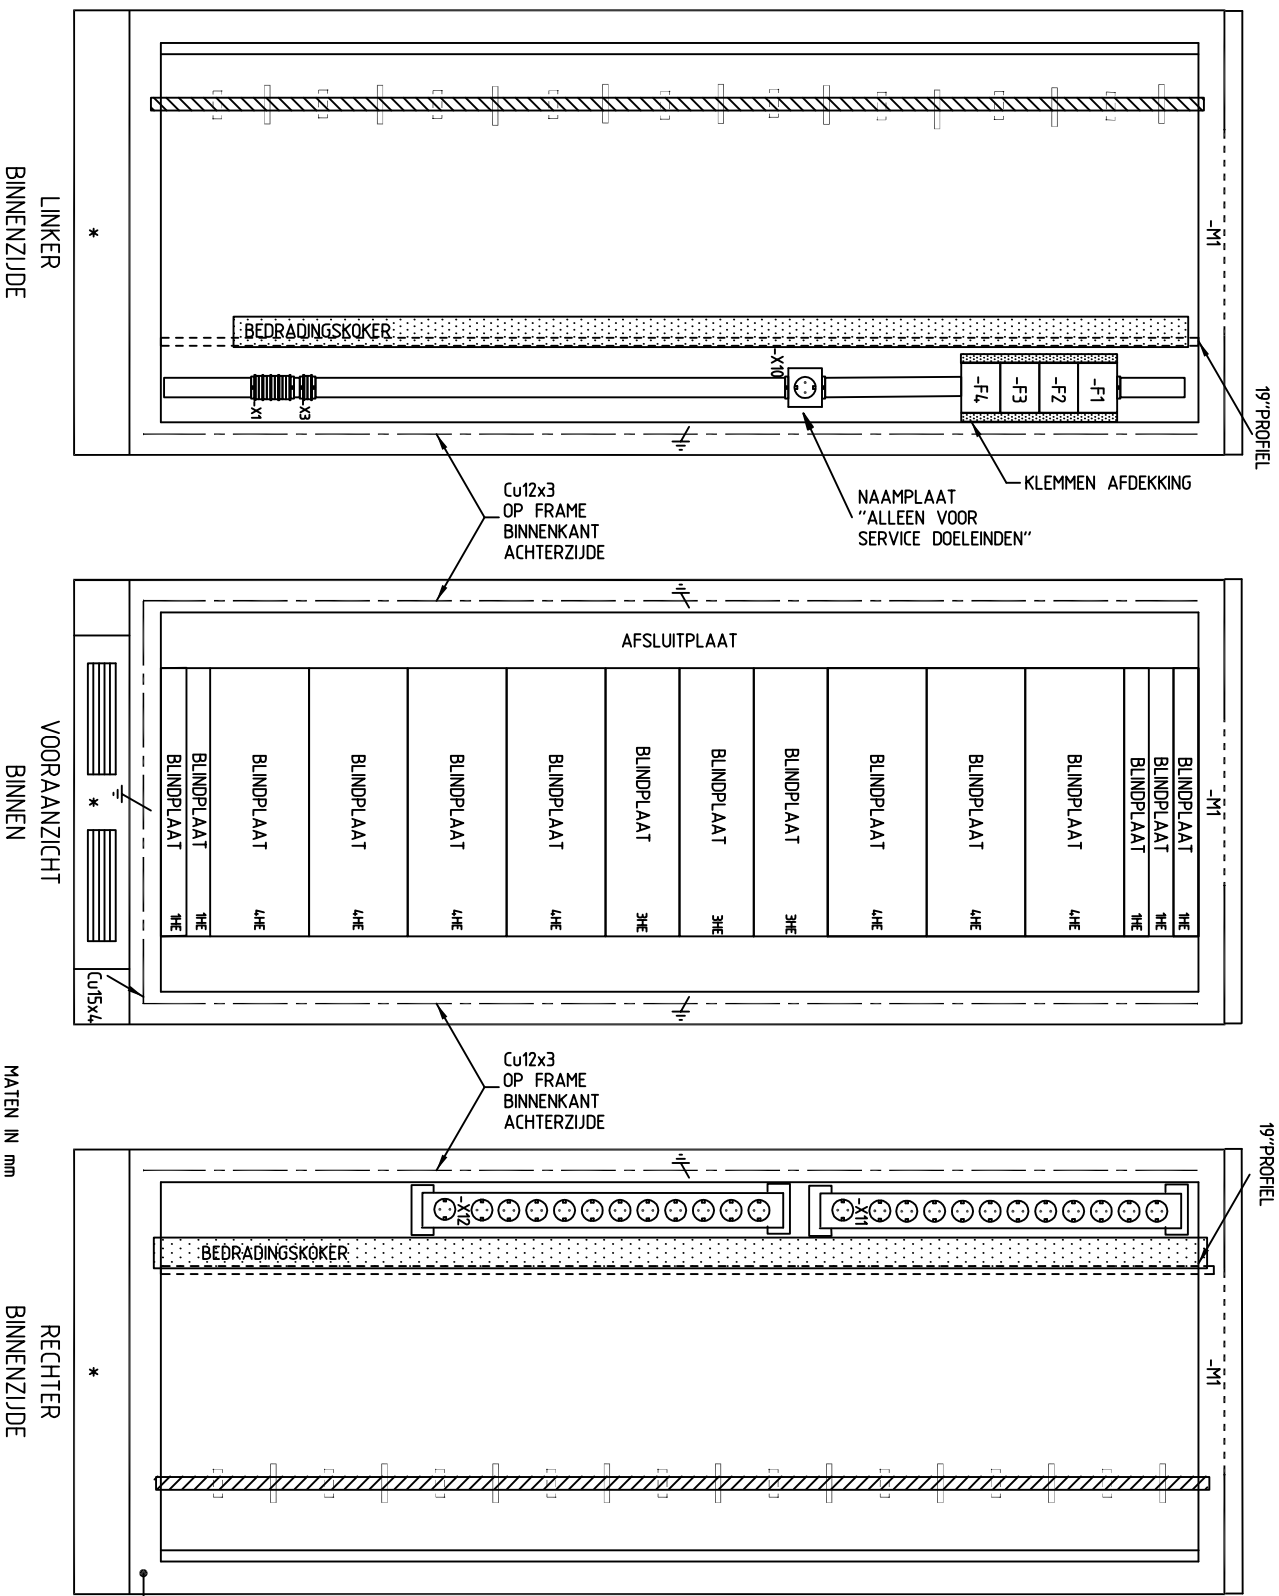 19"PROFIEL
-M1
BEDRADINGSKOKER
-X10
-X1
-X3
-F4
-F3
-F2
-F1
*
LINKER
BINNENZIJDE
KLEMMEN AFDEKKING
NAAMPLAAT
"ALLEEN VOOR
SERVICE DOELEINDEN"
Cu12x3
OP FRAME
BINNENKANT
ACHTERZIJDE
-M1
AFSLUITPLAAT
BLINDPLAAT 1HE
BLINDPLAAT 1HE
BLINDPLAAT 1HE
BLINDPLAAT 4HE
BLINDPLAAT 4HE
BLINDPLAAT 4HE
BLINDPLAAT 3HE
BLINDPLAAT 3HE
BLINDPLAAT 3HE
BLINDPLAAT 4HE
BLINDPLAAT 4HE
BLINDPLAAT 4HE
BLINDPLAAT 4HE
BLINDPLAAT 1HE
BLINDPLAAT 1HE
*
Cu15x4
VOORAANZICHT
BINNEN
Cu12x3
OP FRAME
BINNENKANT
ACHTERZIJDE
19"PROFIEL
-M1
-X11
-X12
BEDRADINGSKOKER
*
RECHTER
BINNENZIJDE
MATEN IN mm